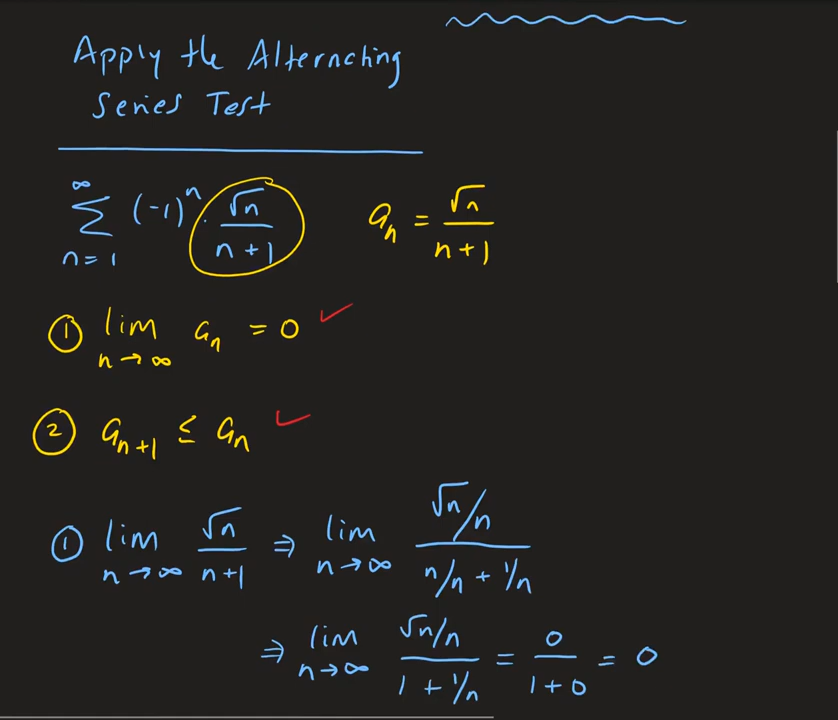 Apply the Alternating
Series Test
∞
∑ (-1)^n · √n/(n+1)   a_n = √n/(n+1)
n=1
① lim_{n→∞} a_n = 0 ✓
② a_{n+1} ≤ a_n ✓
① lim_{n→∞} √n/(n+1) ⇒ lim_{n→∞} (√n/n)/(n/n + 1/n)
⇒ lim_{n→∞} (√n/n)/(1 + 1/n) = 0/(1+0) = 0